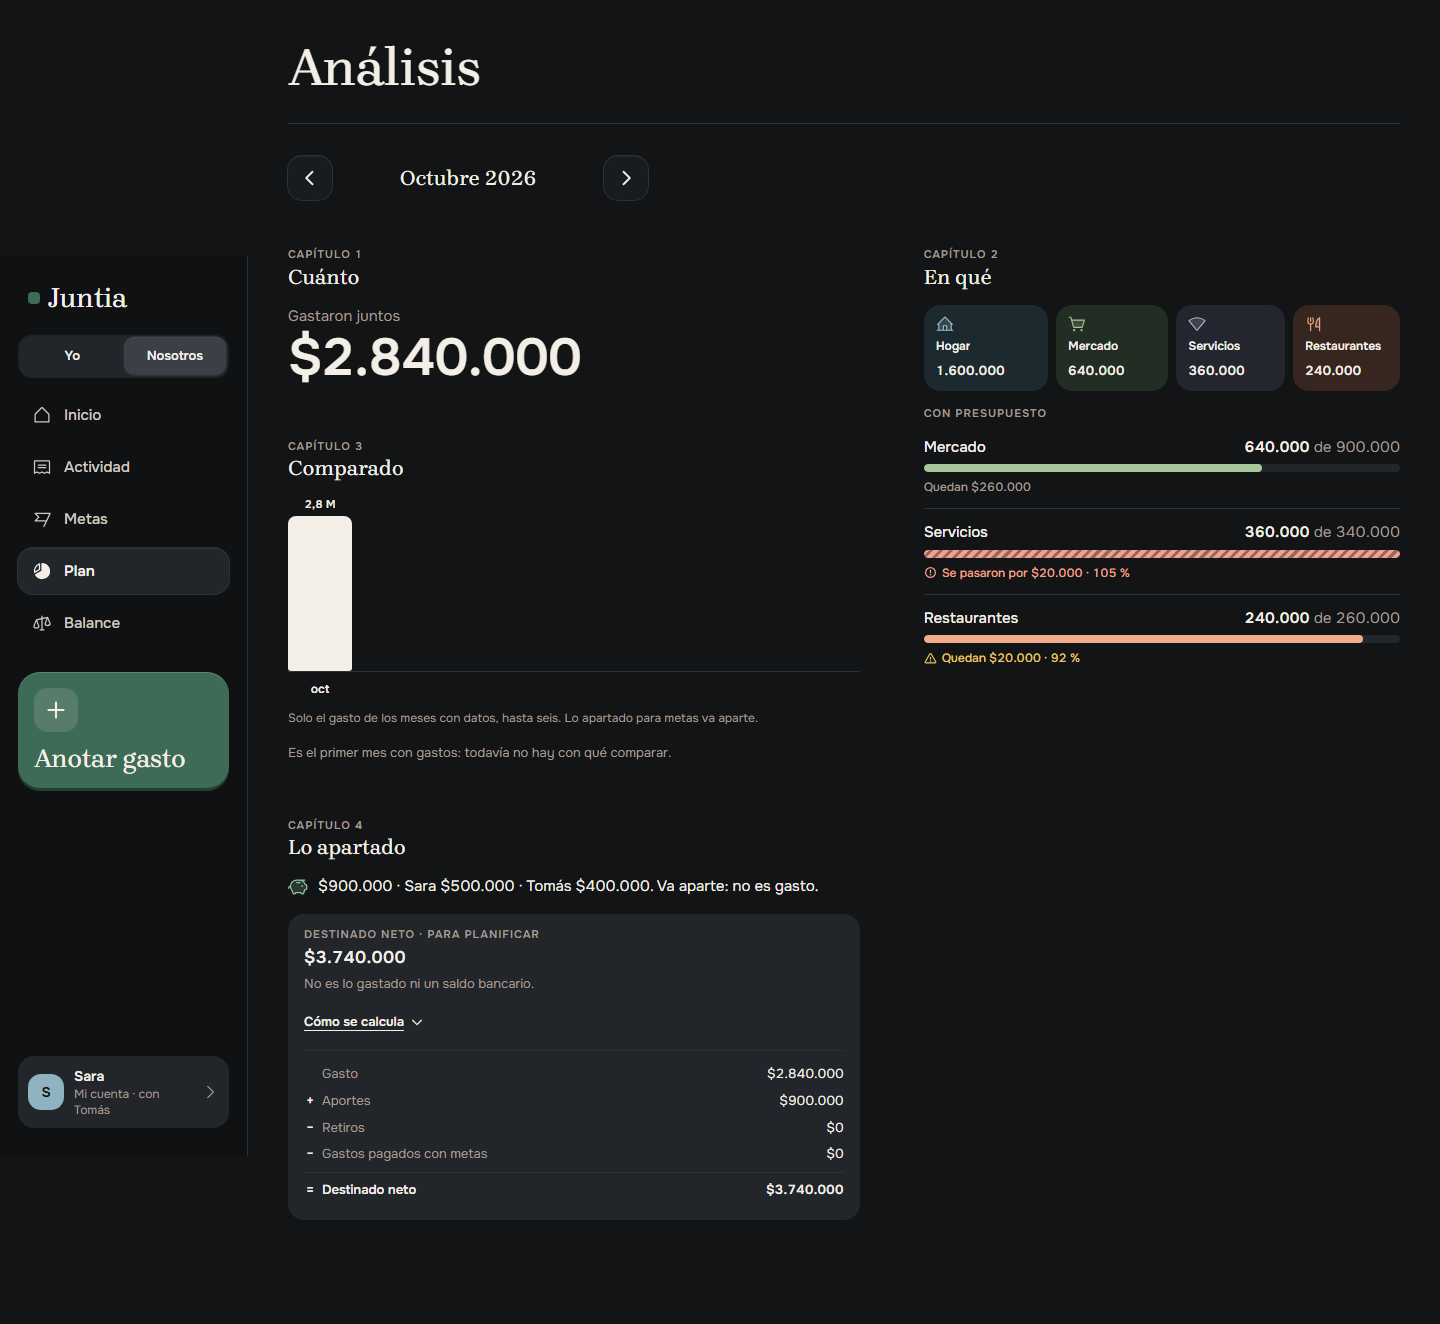 Análisis
Octubre 2026
Juntia
Yo
Nosotros
Inicio
Actividad
Metas
Plan
Balance
Anotar gasto
S
Sara
Mi cuenta · con
Tomás
CAPÍTULO 1
Cuánto
Gastaron juntos
$2.840.000
CAPÍTULO 2
En qué
Hogar
1.600.000
Mercado
640.000
Servicios
360.000
Restaurantes
240.000
CON PRESUPUESTO
Mercado 640.000 de 900.000
Quedan $260.000
Servicios 360.000 de 340.000
Se pasaron por $20.000 · 105 %
Restaurantes 240.000 de 260.000
Quedan $20.000 · 92 %
CAPÍTULO 3
Comparado
2,8 M
oct
Solo el gasto de los meses con datos, hasta seis. Lo apartado para metas va aparte.
Es el primer mes con gastos: todavía no hay con qué comparar.
CAPÍTULO 4
Lo apartado
$900.000 · Sara $500.000 · Tomás $400.000. Va aparte: no es gasto.
DESTINADO NETO · PARA PLANIFICAR
$3.740.000
No es lo gastado ni un saldo bancario.
Cómo se calcula
Gasto $2.840.000
+ Aportes $900.000
− Retiros $0
− Gastos pagados con metas $0
= Destinado neto $3.740.000